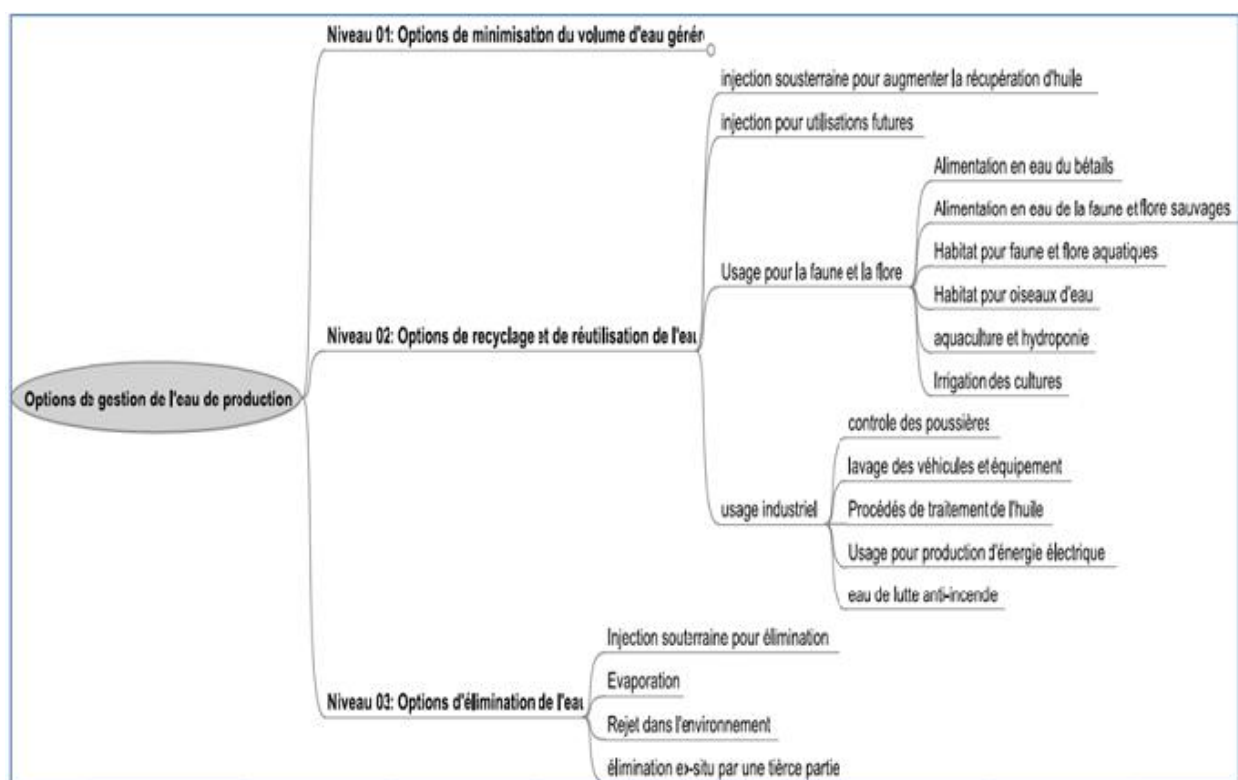 Niveau 01: Options de minimisation du volume d'eau généré
injection sousterraine pour augmenter la récupération d'huile
injection pour utilisations futures
Alimentation en eau du bétails
Alimentation en eau de la faune et flore sauvages
Habitat pour faune et flore aquatiques
Usage pour la faune et la flore
Habitat pour oiseaux d'eau
Niveau 02: Options de recyclage et de réutilisation de l'eau
aquaculture et hydroponie
Irrigation des cultures
Options de gestion de l'eau de production
controle des poussières
lavage des véhicules et équipement
usage industriel
Procédés de traitement de l'huile
Usage pour production d'énergie électrique
eau de lutte anti-incendie
Injection souterraine pour élimination
Evaporation
Niveau 03: Options d'élimination de l'eau
Rejet dans l'environnement
élimination ex-situ par une tièrce partie